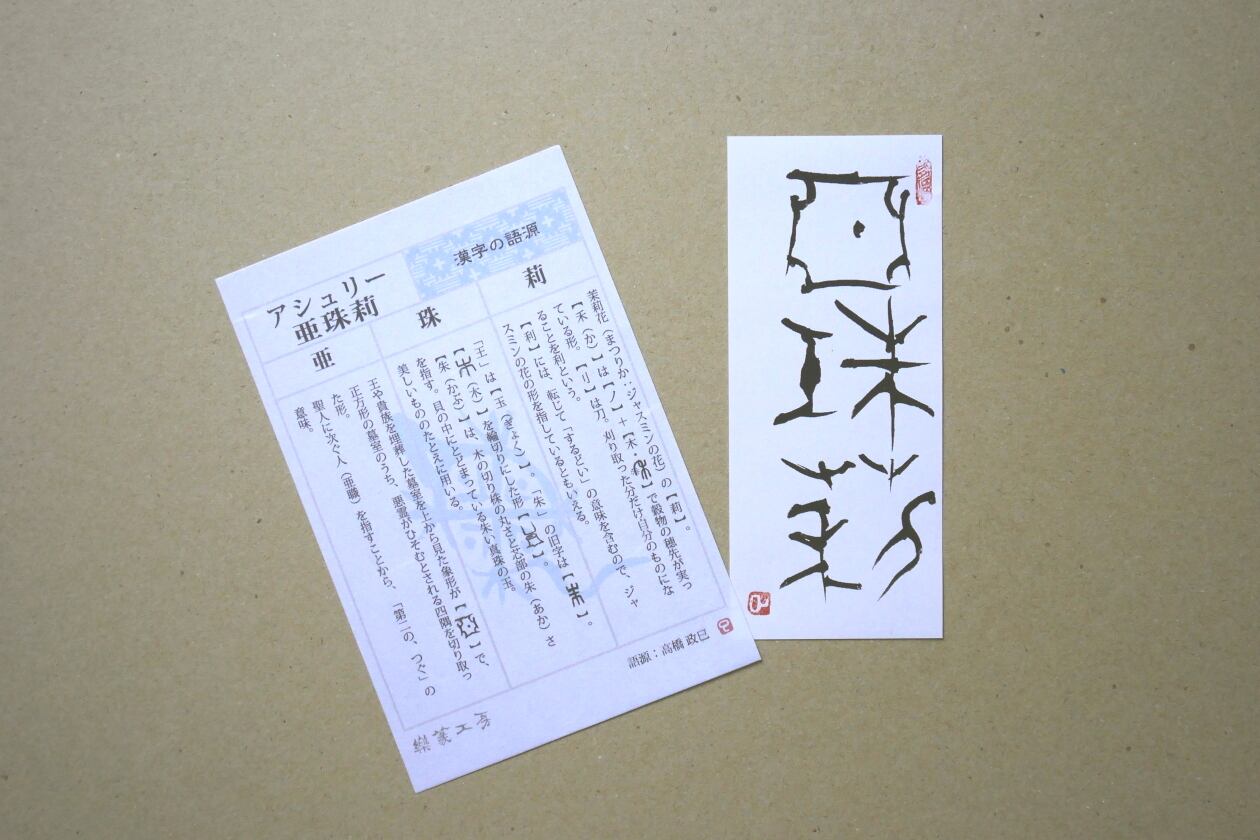 漢字の語源
アシュリー
亜珠莉
亜
珠
莉
茉莉花(まつりか：ジャスミンの花)の【莉】。
【禾(か)】は【ノ】+【木・】で穀物の穂先が実っ
ている形。【リ】は刀。刈り取った分だけ自分のものにな
ることを利という。
【利】には、転じて「するどい」の意味を含むので、ジャ
スミンの花の形を指しているともいえる。
「王」は【玉(ぎょく)】。「朱」の旧字は【】。
【(木)】を輪切りにした形【】。
【朱(かぶ)】は、木の切り株の丸さと芯部の朱(あか)さ
を指す。貝の中にとどまっている朱い真珠の玉。
美しいもののたとえに用いる。
王や貴族を埋葬した墓室を上から見た象形が【】で、
正方形の墓室のうち、悪霊がひそむとされる四隅を切り取っ
た形。
聖人に次ぐ人(亜職)を指すことから、「第二の、つぐ」の
意味。
語源：高橋 政巳
樂篆工房
亜珠莉